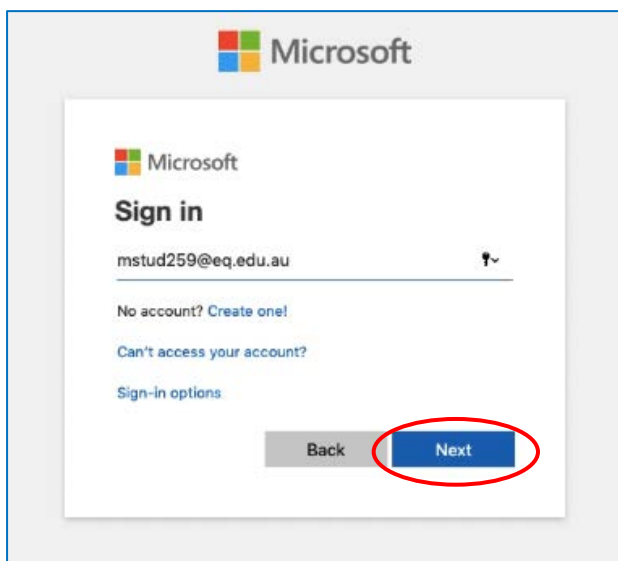 Microsoft
Microsoft
Sign in
mstud259@eq.edu.au
No account? Create one!
Can't access your account?
Sign-in options
Back Next